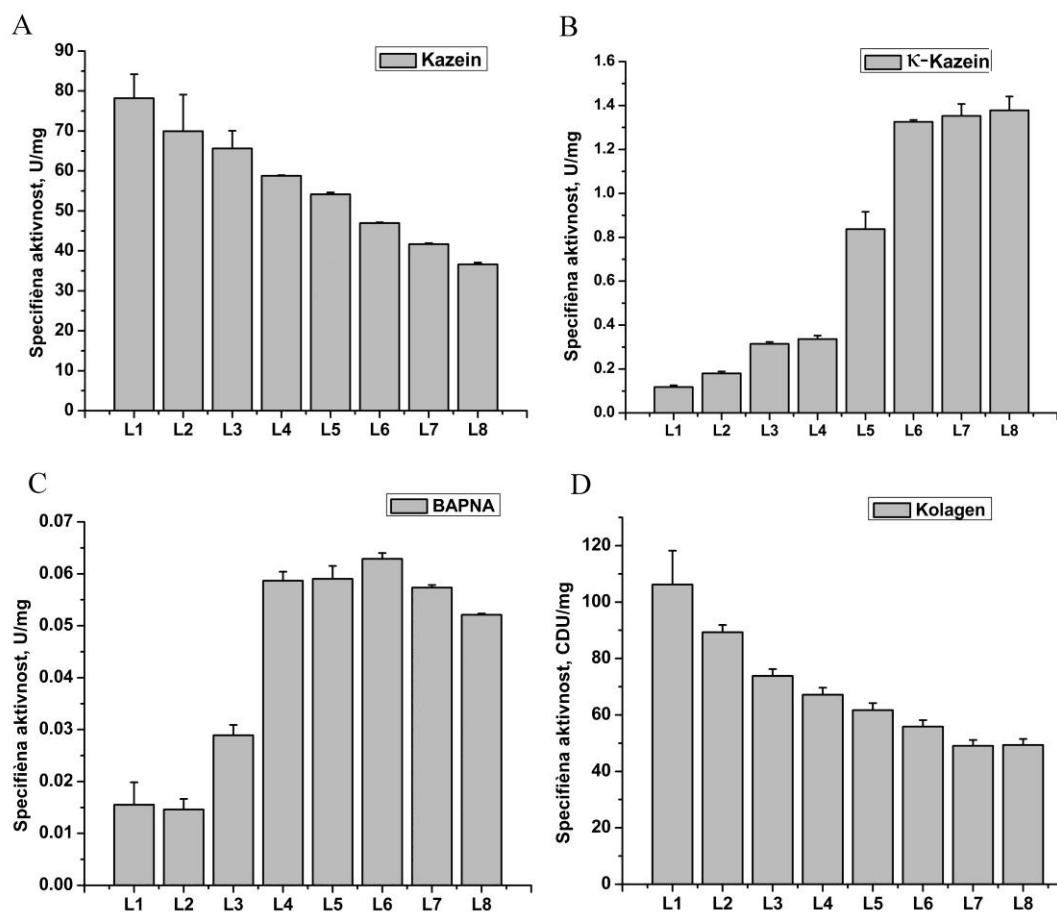 A
Kazein
Specifièna aktivnost, U/mg
90
80
70
60
50
40
30
20
10
0
L1 L2 L3 L4 L5 L6 L7 L8
B
κ-Kazein
Specifièna aktivnost, U/mg
1.6
1.4
1.2
1.0
0.8
0.6
0.4
0.2
0.0
L1 L2 L3 L4 L5 L6 L7 L8
C
BAPNA
Specifièna aktivnost, U/mg
0.07
0.06
0.05
0.04
0.03
0.02
0.01
0.00
L1 L2 L3 L4 L5 L6 L7 L8
D
Kolagen
Specifièna aktivnost, CDU/mg
120
100
80
60
40
20
0
L1 L2 L3 L4 L5 L6 L7 L8